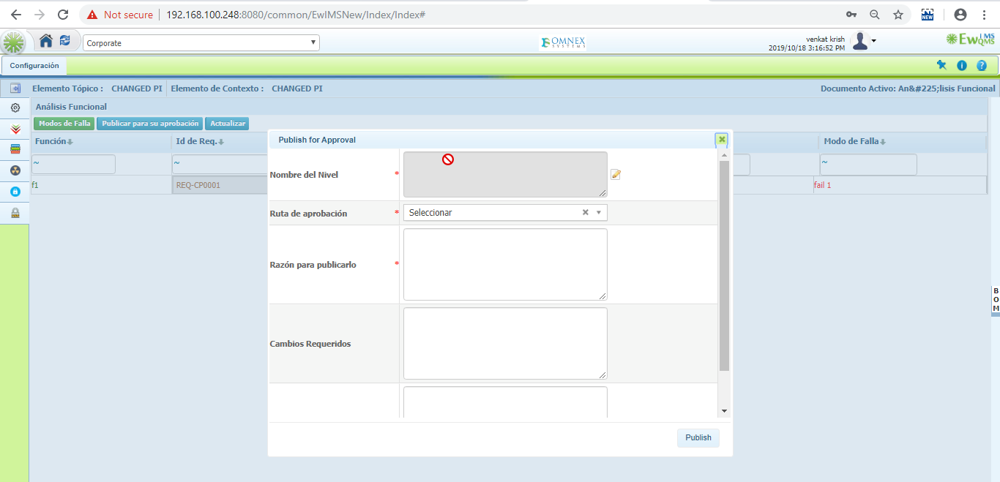 Not secure | 192.168.100.248:8080/common/EwIMSNew/Index/Index#
NEW
Corporate
OMNEX
SYSTEMS
venkat krish
2019/10/18 3:16:52 PM
EwIMS
QMS
Configuración
Elemento Tópico : CHANGED PI Elemento de Contexto : CHANGED PI
Documento Activo: An&#225;lisis Funcional
Análisis Funcional
Modos de Falla Publicar para su aprobación Actualizar
Función Id de Req. Modo de Falla
~ ~ ~
f1 REQ-CP0001 fail 1
Publish for Approval
Nombre del Nivel *
Ruta de aprobación * Seleccionar
Razón para publicarlo *
Cambios Requeridos
Publish
B
O
M